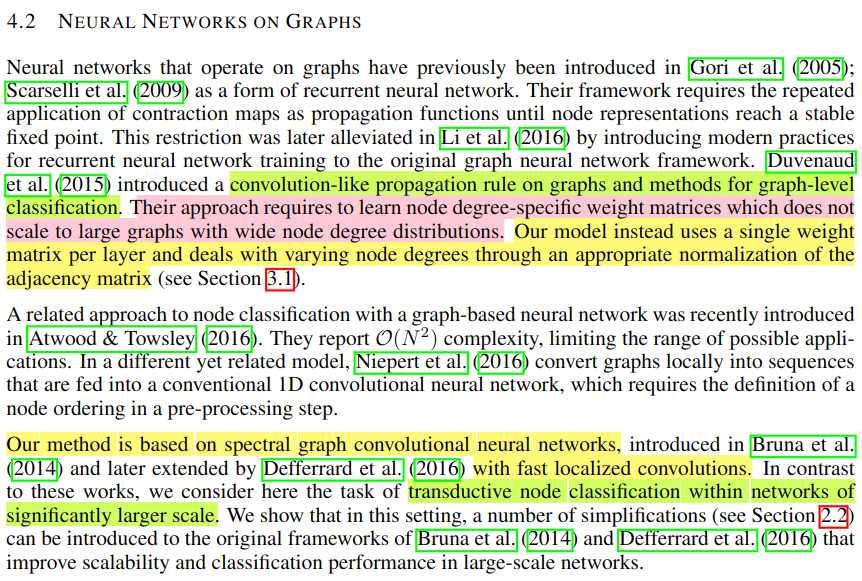 4.2 NEURAL NETWORKS ON GRAPHS
Neural networks that operate on graphs have previously been introduced in Gori et al. (2005);
Scarselli et al. (2009) as a form of recurrent neural network. Their framework requires the repeated
application of contraction maps as propagation functions until node representations reach a stable
fixed point. This restriction was later alleviated in Li et al. (2016) by introducing modern practices
for recurrent neural network training to the original graph neural network framework. Duvenaud
et al. (2015) introduced a convolution-like propagation rule on graphs and methods for graph-level
classification. Their approach requires to learn node degree-specific weight matrices which does not
scale to large graphs with wide node degree distributions. Our model instead uses a single weight
matrix per layer and deals with varying node degrees through an appropriate normalization of the
adjacency matrix (see Section 3.1).
A related approach to node classification with a graph-based neural network was recently introduced
in Atwood & Towsley (2016). They report O(N²) complexity, limiting the range of possible appli-
cations. In a different yet related model, Niepert et al. (2016) convert graphs locally into sequences
that are fed into a conventional 1D convolutional neural network, which requires the definition of a
node ordering in a pre-processing step.
Our method is based on spectral graph convolutional neural networks, introduced in Bruna et al.
(2014) and later extended by Defferrard et al. (2016) with fast localized convolutions. In contrast
to these works, we consider here the task of transductive node classification within networks of
significantly larger scale. We show that in this setting, a number of simplifications (see Section 2.2)
can be introduced to the original frameworks of Bruna et al. (2014) and Defferrard et al. (2016) that
improve scalability and classification performance in large-scale networks.